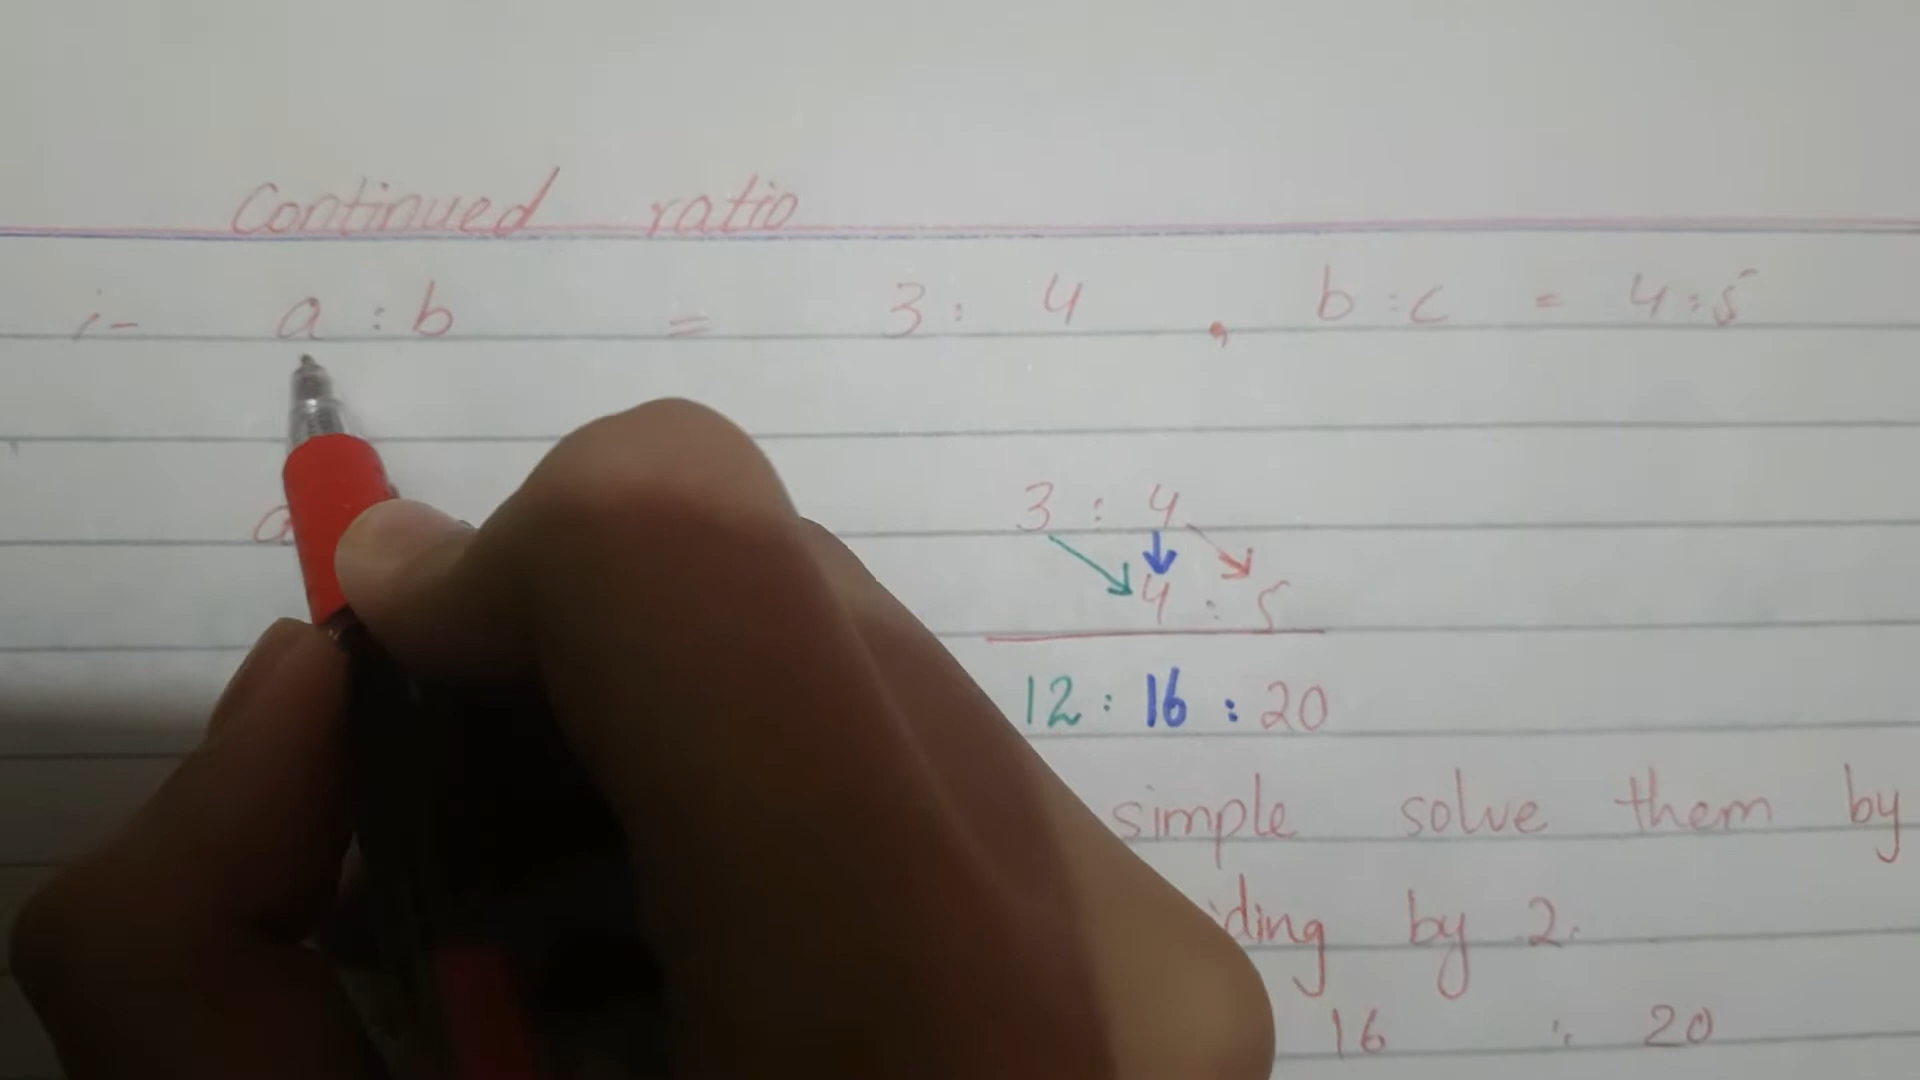 Continued ratio
i- a : b = 3 : 4 , b : c = 4 : 5
a
3 : 4
4 : 5
12 : 16 : 20
simple solve them by
iding by 2.
16 : 20